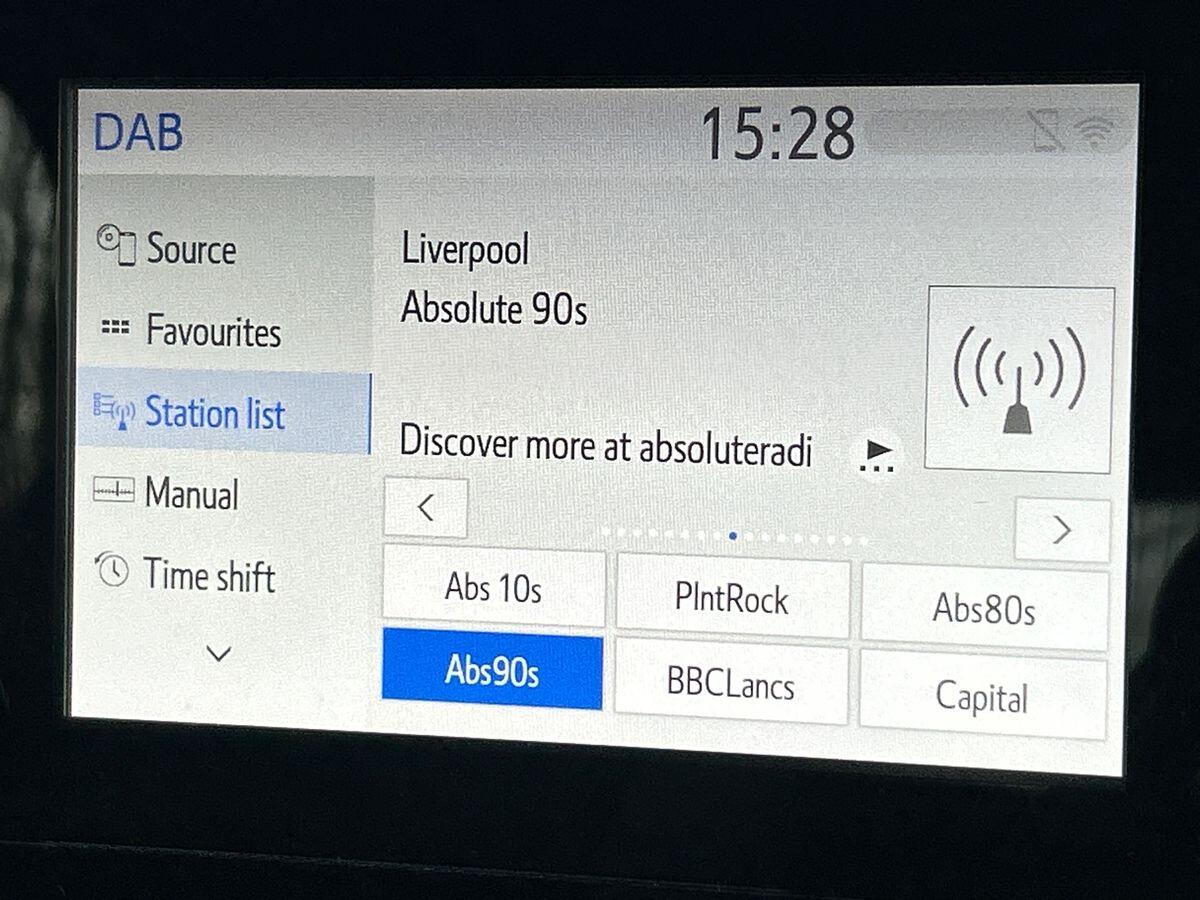 DAB
15:28
Source
Favourites
Station list
Manual
Time shift
Liverpool
Absolute 90s
Discover more at absoluteradi
Abs 10s
PlntRock
Abs80s
Abs90s
BBCLancs
Capital